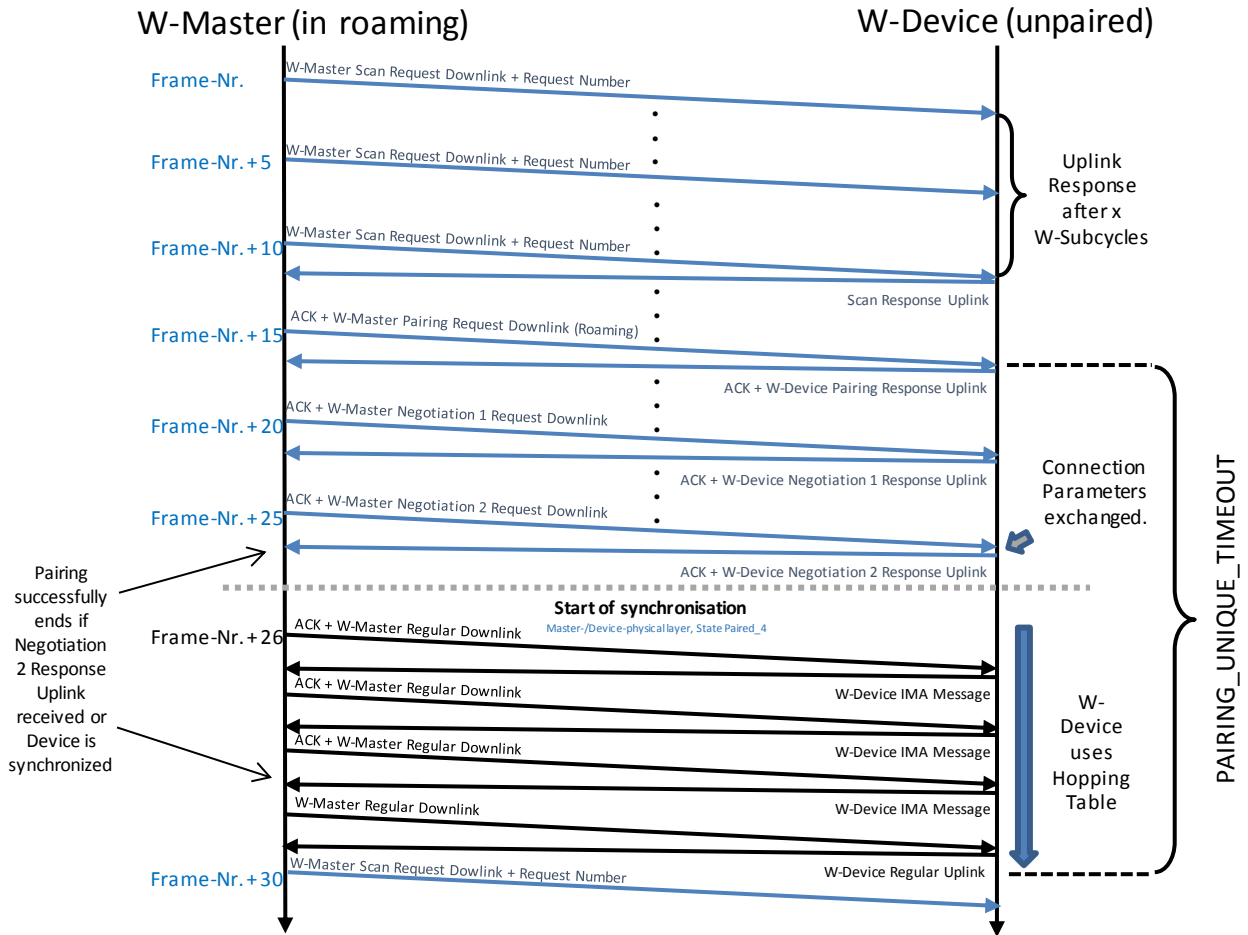 W-Master (in roaming)
W-Device (unpaired)
Frame-Nr.
W-Master Scan Request Downlink + Request Number
Frame-Nr. + 5
W-Master Scan Request Downlink + Request Number
Uplink
Response
after x
W-Subcycles
Frame-Nr. + 10
W-Master Scan Request Downlink + Request Number
Scan Response Uplink
Frame-Nr. + 15
ACK + W-Master Pairing Request Downlink (Roaming)
ACK + W-Device Pairing Response Uplink
Frame-Nr. + 20
ACK + W-Master Negotiation 1 Request Downlink
ACK + W-Device Negotiation 1 Response Uplink
Connection
Parameters
exchanged.
Frame-Nr. + 25
ACK + W-Master Negotiation 2 Request Downlink
ACK + W-Device Negotiation 2 Response Uplink
PAIRING_UNIQUE_TIMEOUT
Pairing
successfully
ends if
Negotiation
2 Response
Uplink
received or
Device is
synchronized
Start of synchronisation
Master-/Device-physical layer, State Paired_4
Frame-Nr. + 26
ACK + W-Master Regular Downlink
W-Device IMA Message
ACK + W-Master Regular Downlink
W-Device IMA Message
ACK + W-Master Regular Downlink
W-Device IMA Message
W-Master Regular Downlink
W-Device Regular Uplink
W-
Device
uses
Hopping
Table
Frame-Nr. + 30
W-Master Scan Request Dowlink + Request Number